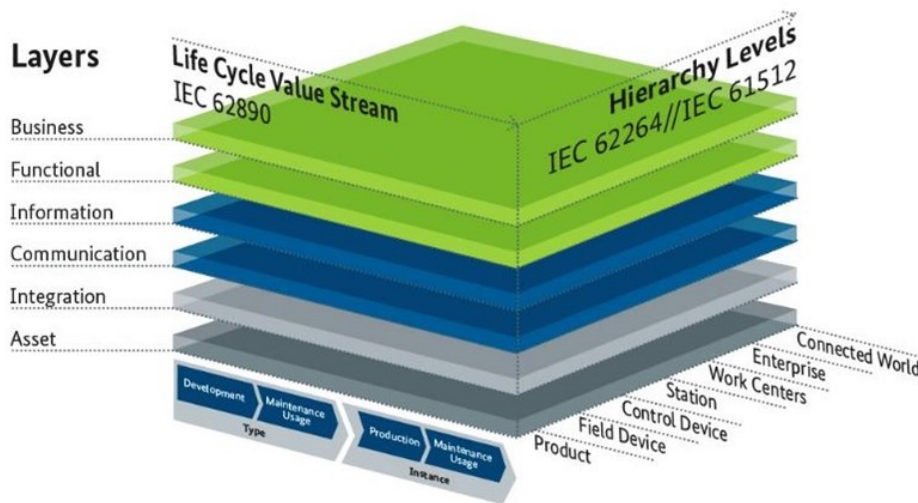 Layers
Life Cycle Value Stream
IEC 62890
Hierarchy Levels
IEC 62264//IEC 61512
Business
Functional
Information
Communication
Integration
Asset
Development
Maintenance
Usage
Type
Production
Maintenance
Usage
Instance
Product
Field Device
Control Device
Station
Work Centers
Enterprise
Connected World